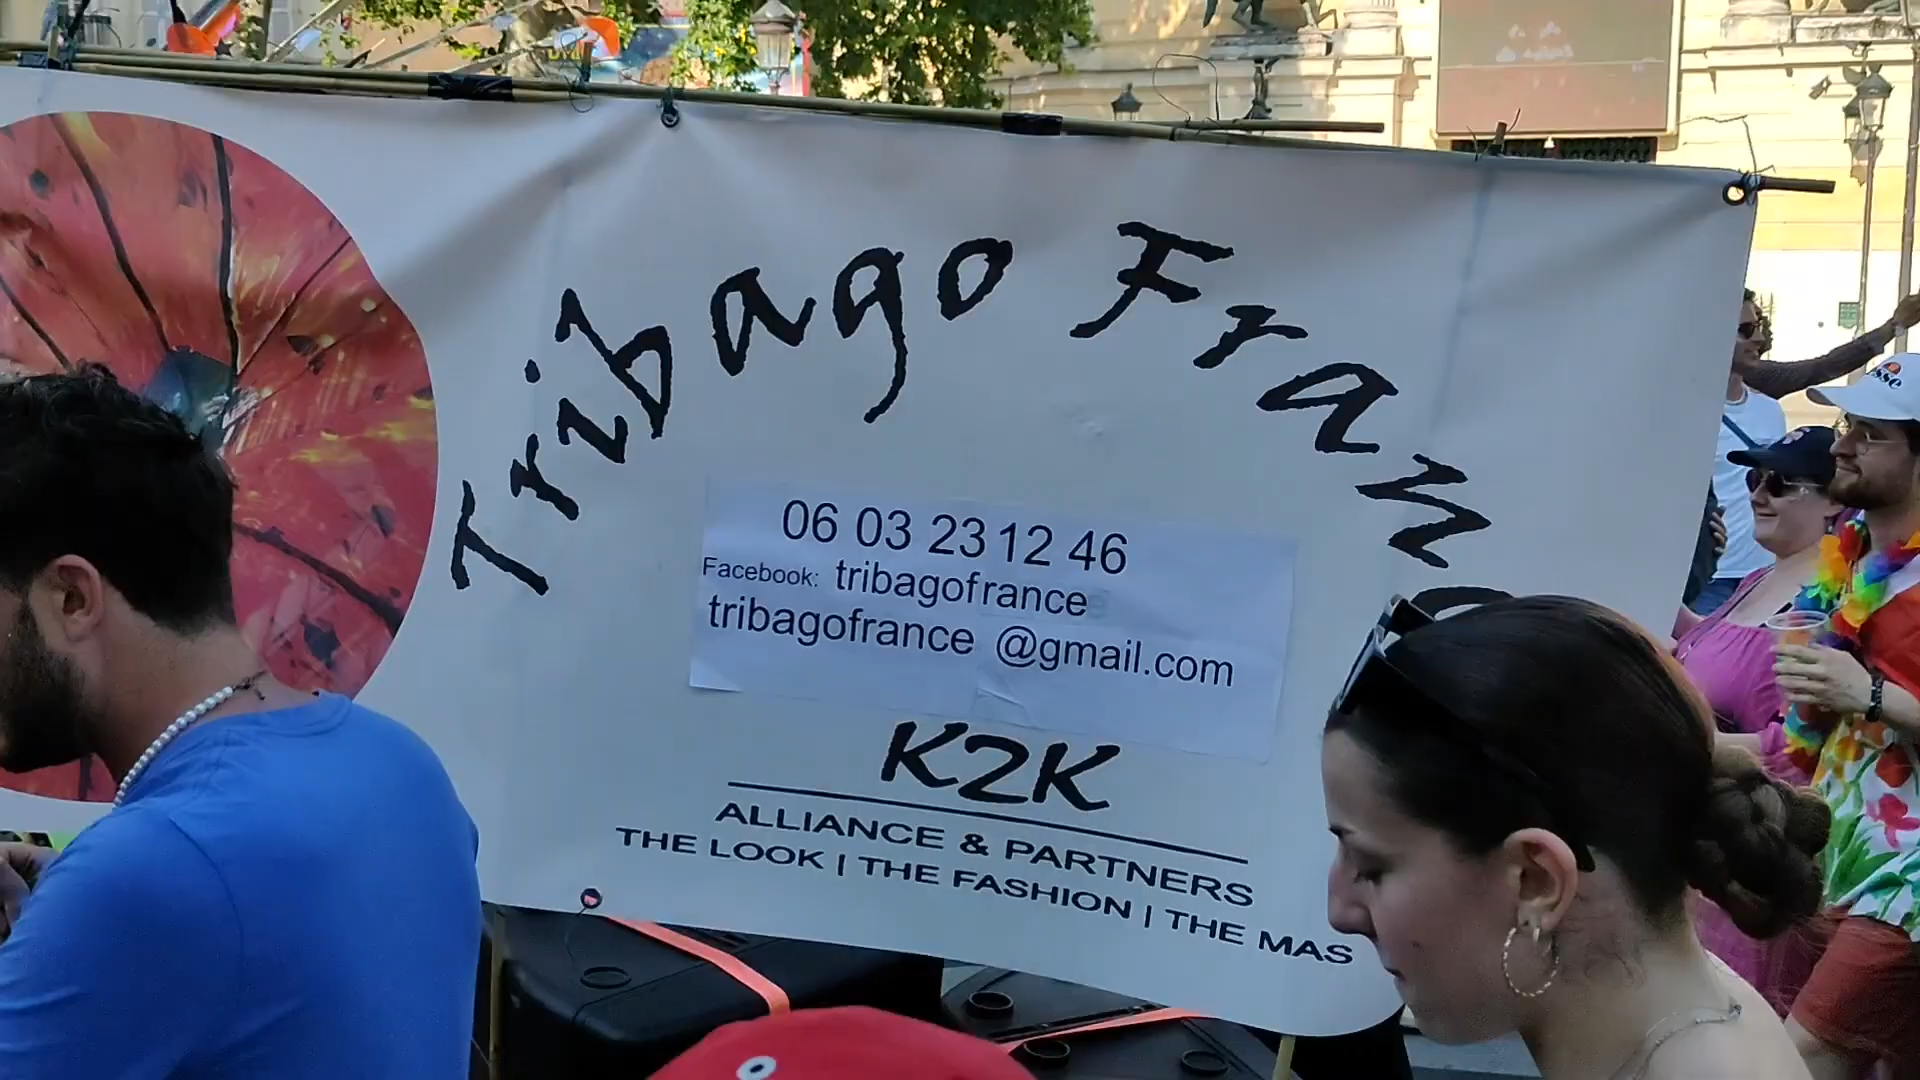 Tribago Franc
06 03 23 12 46
Facebook: tribagofrance
tribagofrance @gmail.com
K2K
ALLIANCE & PARTNERS
THE LOOK | THE FASHION | THE MAS